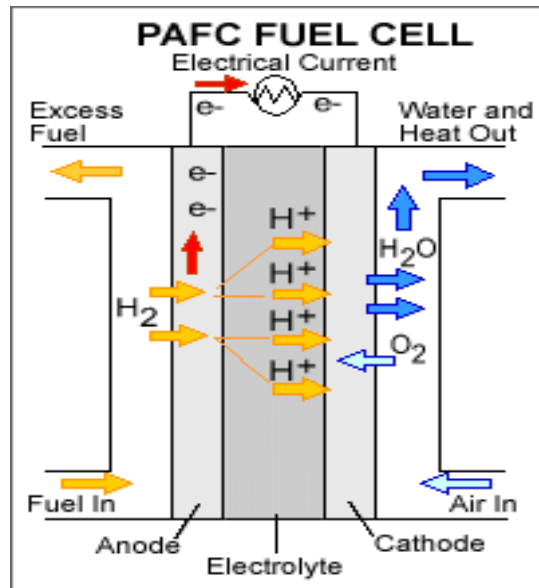 PAFC FUEL CELL
Electrical Current
e- e-
Excess
Fuel
Water and
Heat Out
e-
e-
H+
H+
H+
H+
H2
H2O
O2
Fuel In
Air In
Anode
Electrolyte
Cathode